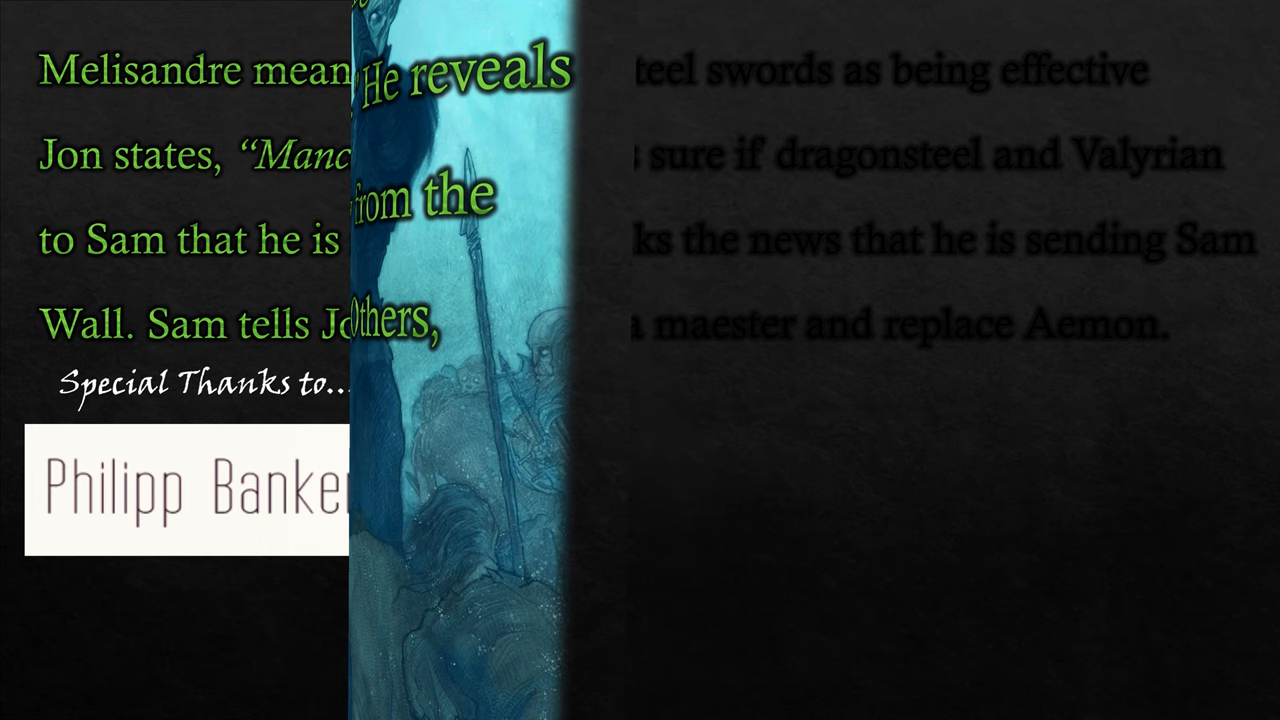 Melisandre
He reveals
teel swords as being effective
Jon states, “Manc
sure if dragonsteel and Valyrian
to Sam that he is
from the
ks the news that he is sending Sam
Wall. Sam tells Jo
Others,
maester and replace Aemon.
Special Thanks to...
Philipp Banke